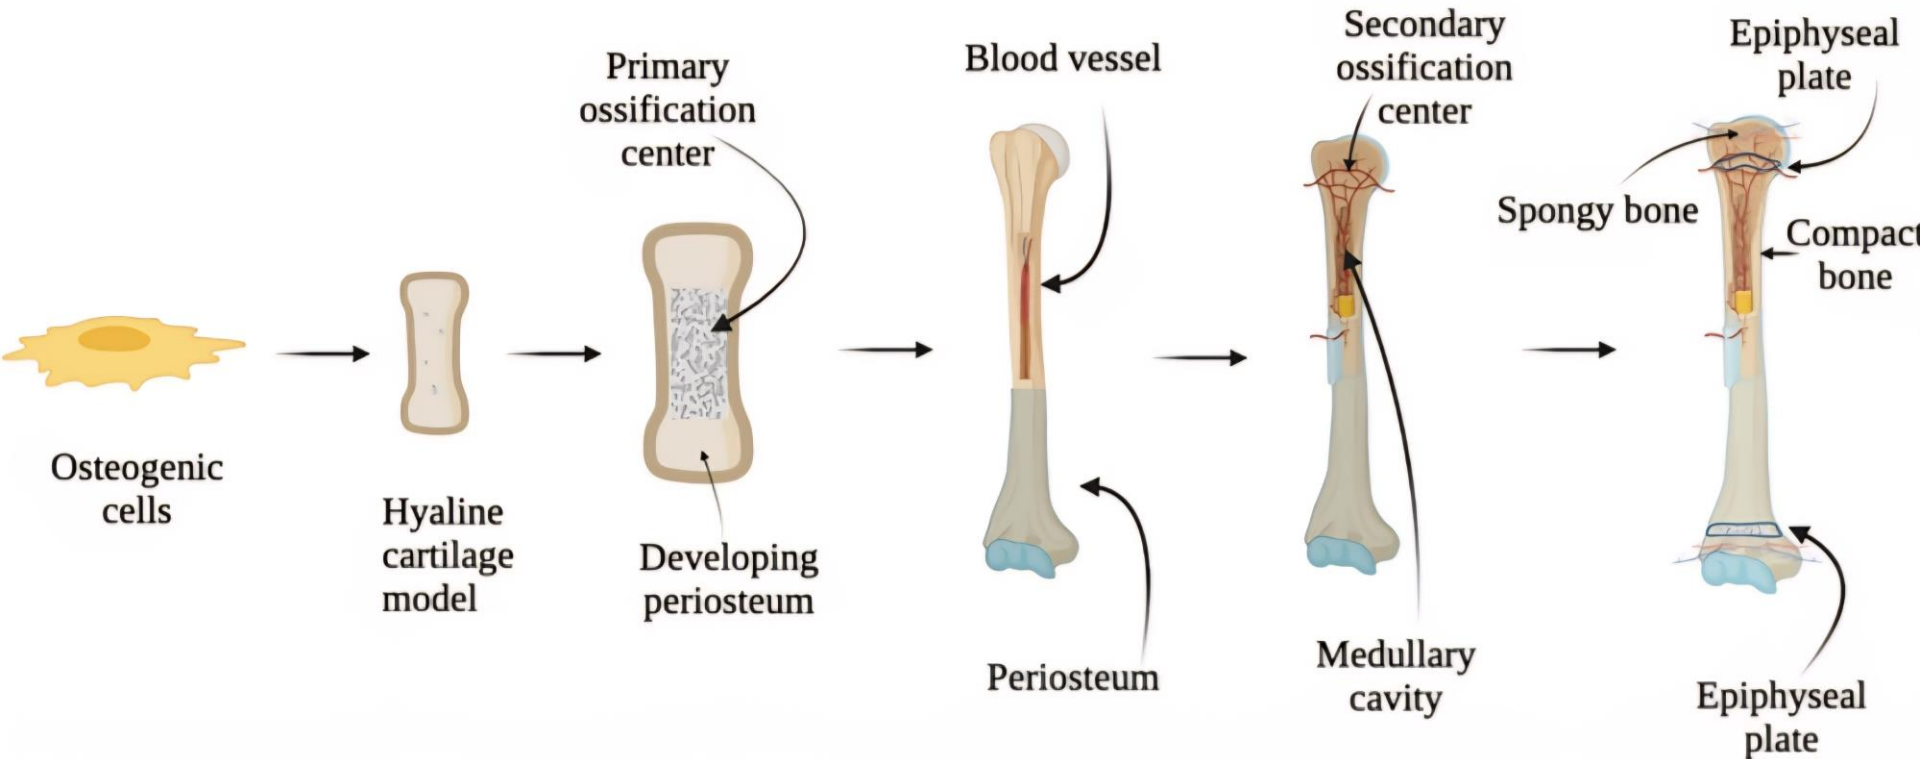 Osteogenic
cells
Hyaline
cartilage
model
Primary
ossification
center
Developing
periosteum
Blood vessel
Periosteum
Secondary
ossification
center
Medullary
cavity
Epiphyseal
plate
Spongy bone
Compact
bone
Epiphyseal
plate